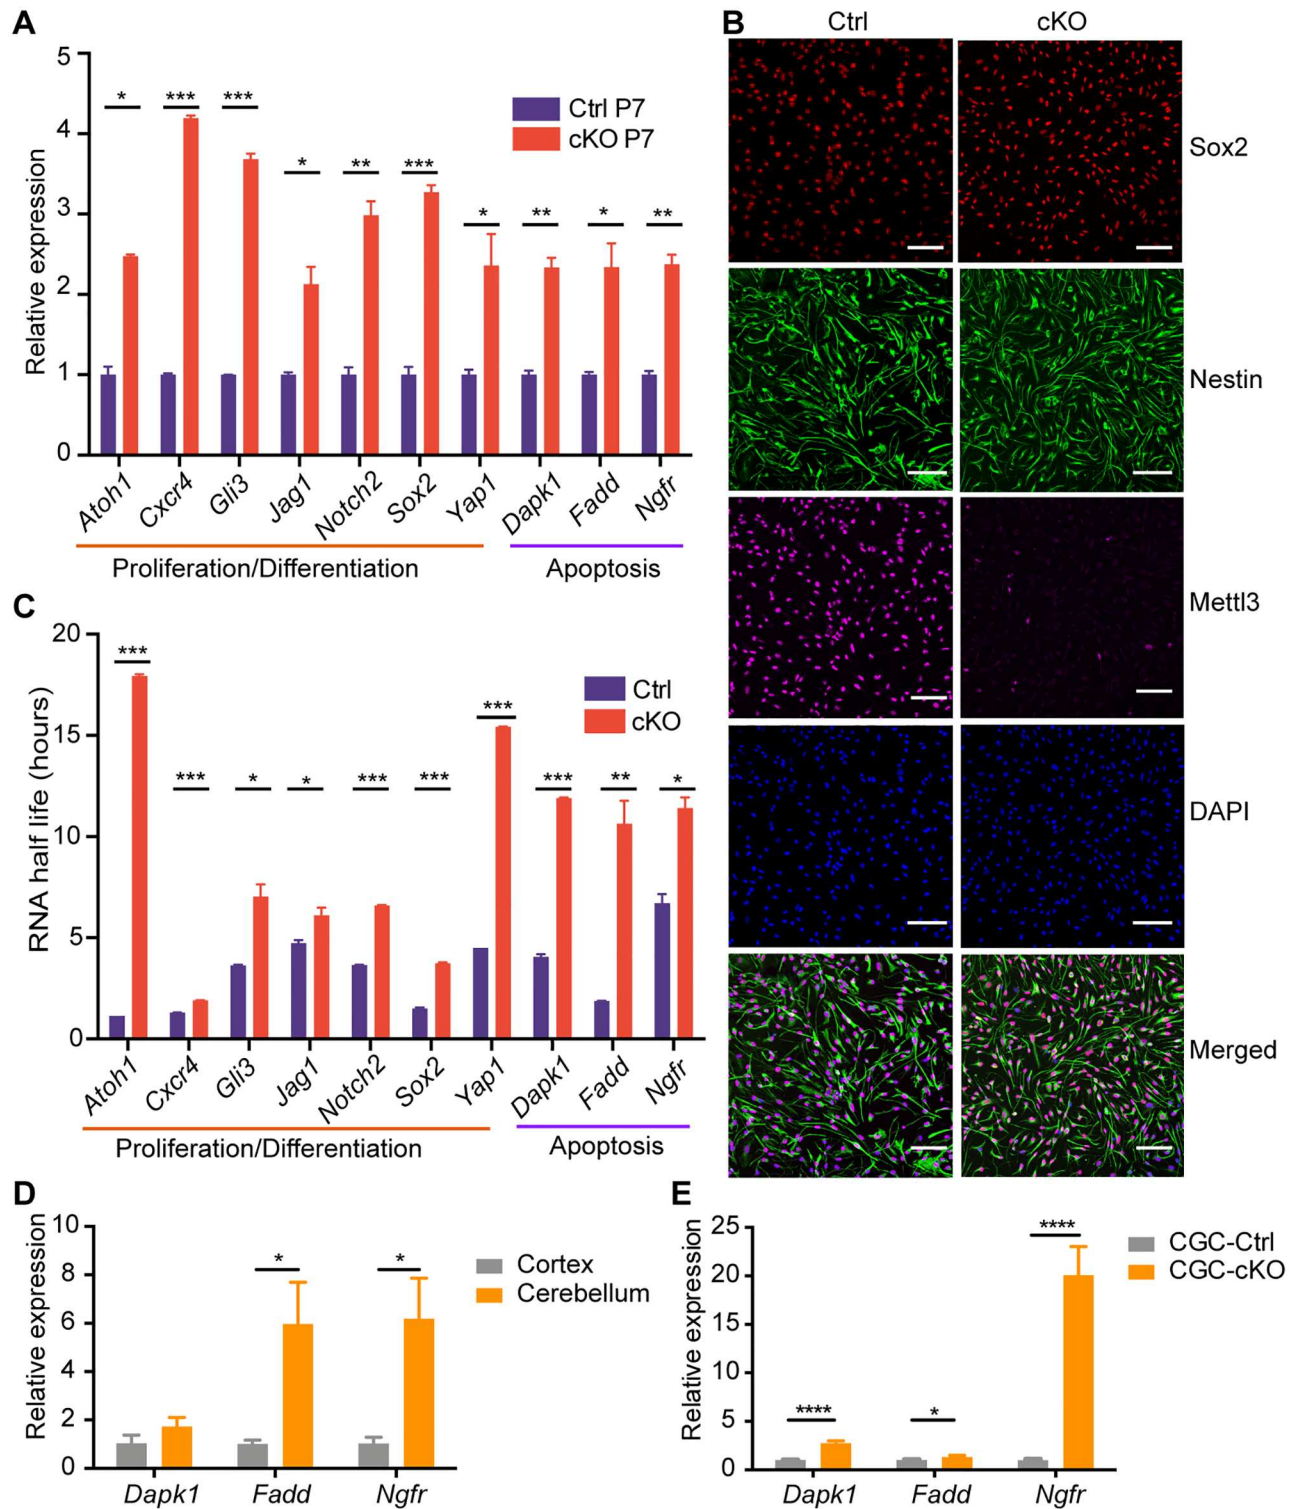 A
5
4
3
2
1
0
Relative expression
* *** *** * ** *** * ** * **
Ctrl P7
cKO P7
Atoh1 Cxcr4 Gli3 Jag1 Notch2 Sox2 Yap1 Dapk1 Fadd Ngfr
Proliferation/Differentiation Apoptosis
B
Ctrl cKO
Sox2
Nestin
Mettl3
DAPI
Merged
C
20
15
10
5
0
RNA half life (hours)
*** *** * * *** *** *** *** ** *
Ctrl
cKO
Atoh1 Cxcr4 Gli3 Jag1 Notch2 Sox2 Yap1 Dapk1 Fadd Ngfr
Proliferation/Differentiation Apoptosis
D
10
8
6
4
2
0
Relative expression
* *
Cortex
Cerebellum
Dapk1 Fadd Ngfr
E
25
20
15
10
5
0
Relative expression
**** * ****
CGC-Ctrl
CGC-cKO
Dapk1 Fadd Ngfr